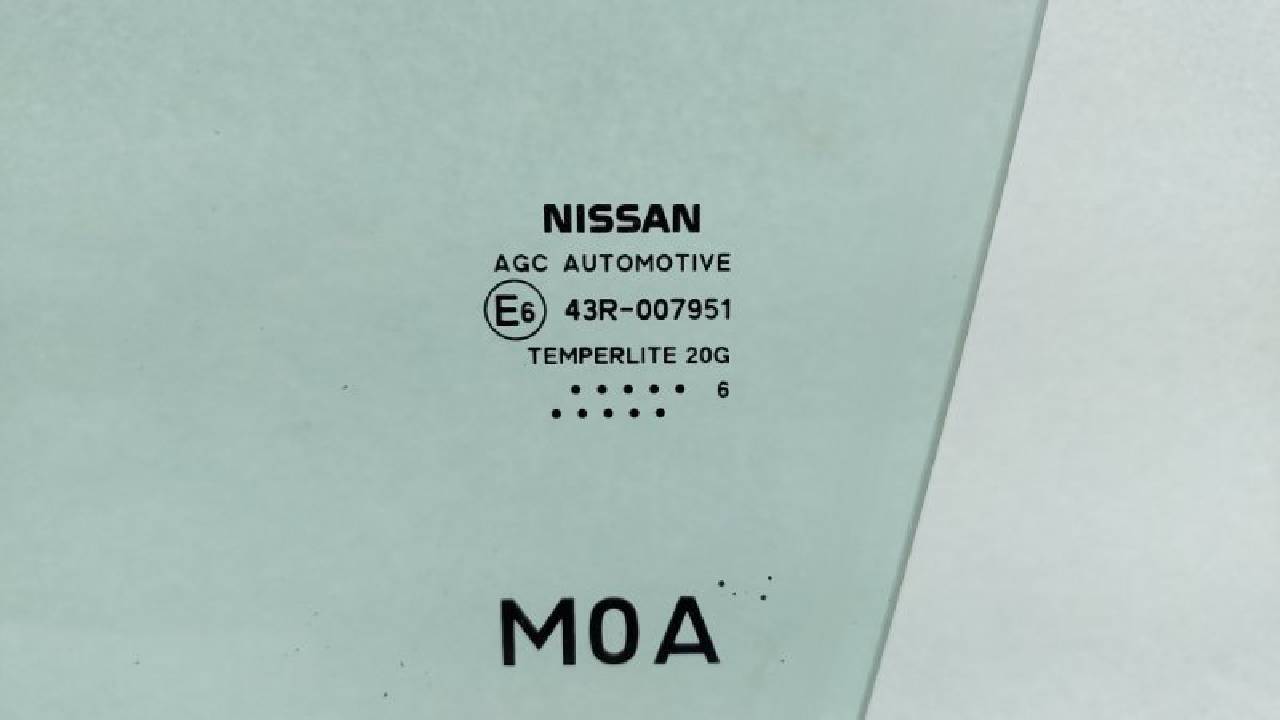 NISSAN
AGC AUTOMOTIVE
E6 43R-007951
TEMPERLITE 20G
• • • • • 6
• • • • •
M0A